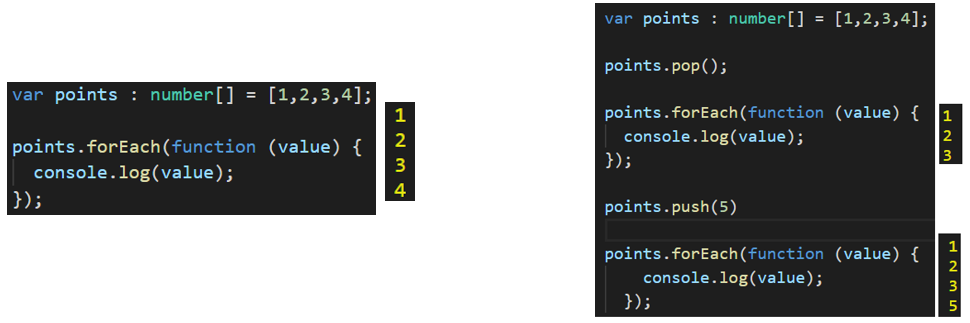 var points : number[] = [1,2,3,4];
points.forEach(function (value) {
console.log(value);
});
1
2
3
4
var points : number[] = [1,2,3,4];
points.pop();
points.forEach(function (value) {
console.log(value);
});
1
2
3
points.push(5)
points.forEach(function (value) {
console.log(value);
});
1
2
3
5